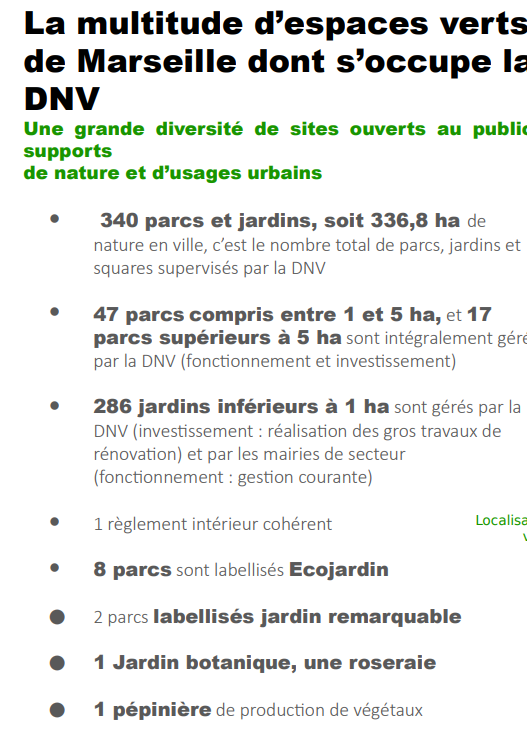 La multitude d’espaces verts
de Marseille dont s’occupe la
DNV
Une grande diversité de sites ouverts au public
supports
de nature et d’usages urbains
• 340 parcs et jardins, soit 336,8 ha de
nature en ville, c’est le nombre total de parcs, jardins et
squares supervisés par la DNV
• 47 parcs compris entre 1 et 5 ha, et 17
parcs supérieurs à 5 ha sont intégralement géré
par la DNV (fonctionnement et investissement)
• 286 jardins inférieurs à 1 ha sont gérés par la
DNV (investissement : réalisation des gros travaux de
rénovation) et par les mairies de secteur
(fonctionnement : gestion courante)
• 1 règlement intérieur cohérent
Localisa
v
• 8 parcs sont labellisés Ecojardin
● 2 parcs labellisés jardin remarquable
● 1 Jardin botanique, une roseraie
● 1 pépinière de production de végétaux